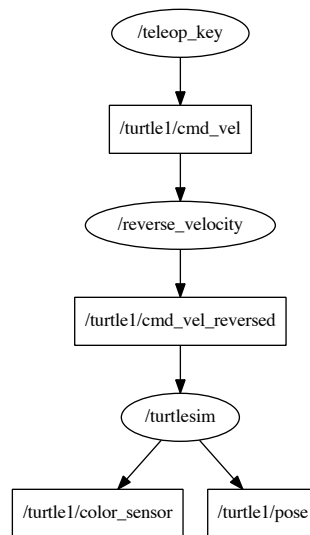 /teleop_key
/turtle1/cmd_vel
/reverse_velocity
/turtle1/cmd_vel_reversed
/turtlesim
/turtle1/color_sensor
/turtle1/pose